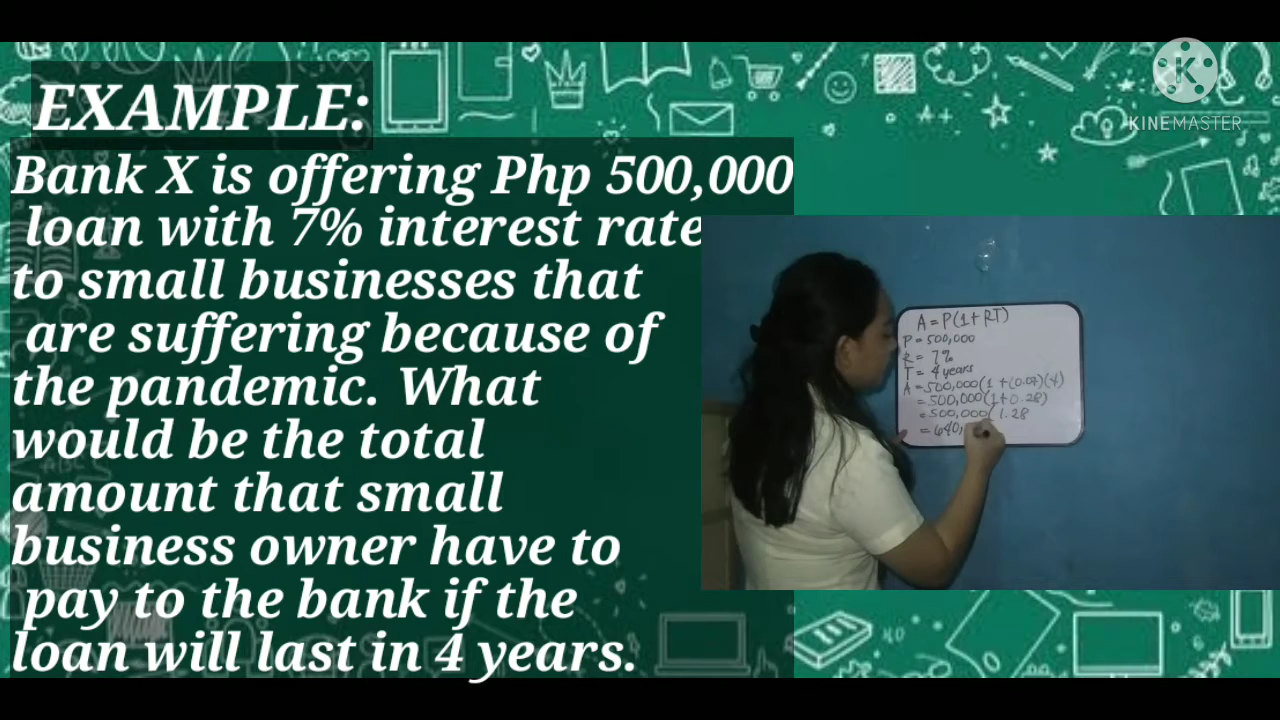 EXAMPLE:
Bank X is offering Php 500,000
loan with 7% interest rate
to small businesses that
are suffering because of
the pandemic. What
would be the total
amount that small
business owner have to
pay to the bank if the
loan will last in 4 years.
KINEMASTER
A = P(1+RT)
P = 500,000
R = 7%
T = 4 years
A = 500,000(1 + (0.07)(4)
= 500,000(1+0.28)
= 500,000(1.28
= 640,